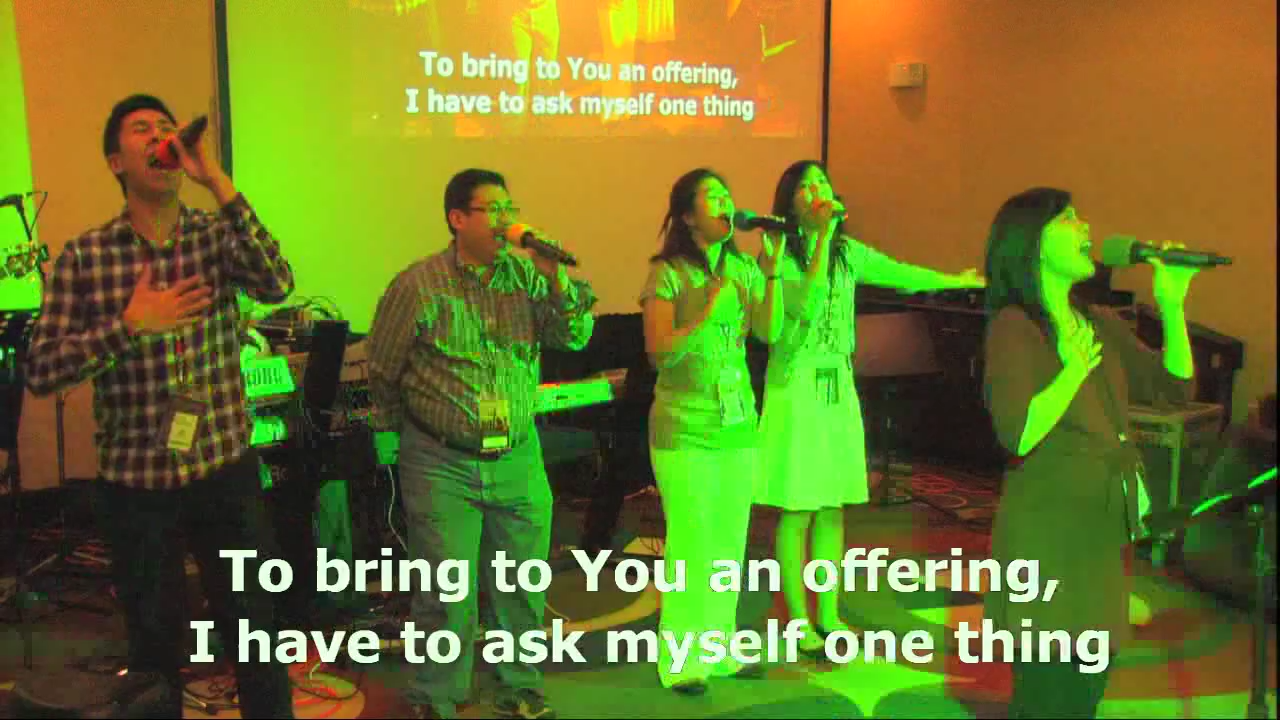 To bring to You an offering,
I have to ask myself one thing
To bring to You an offering,
I have to ask myself one thing